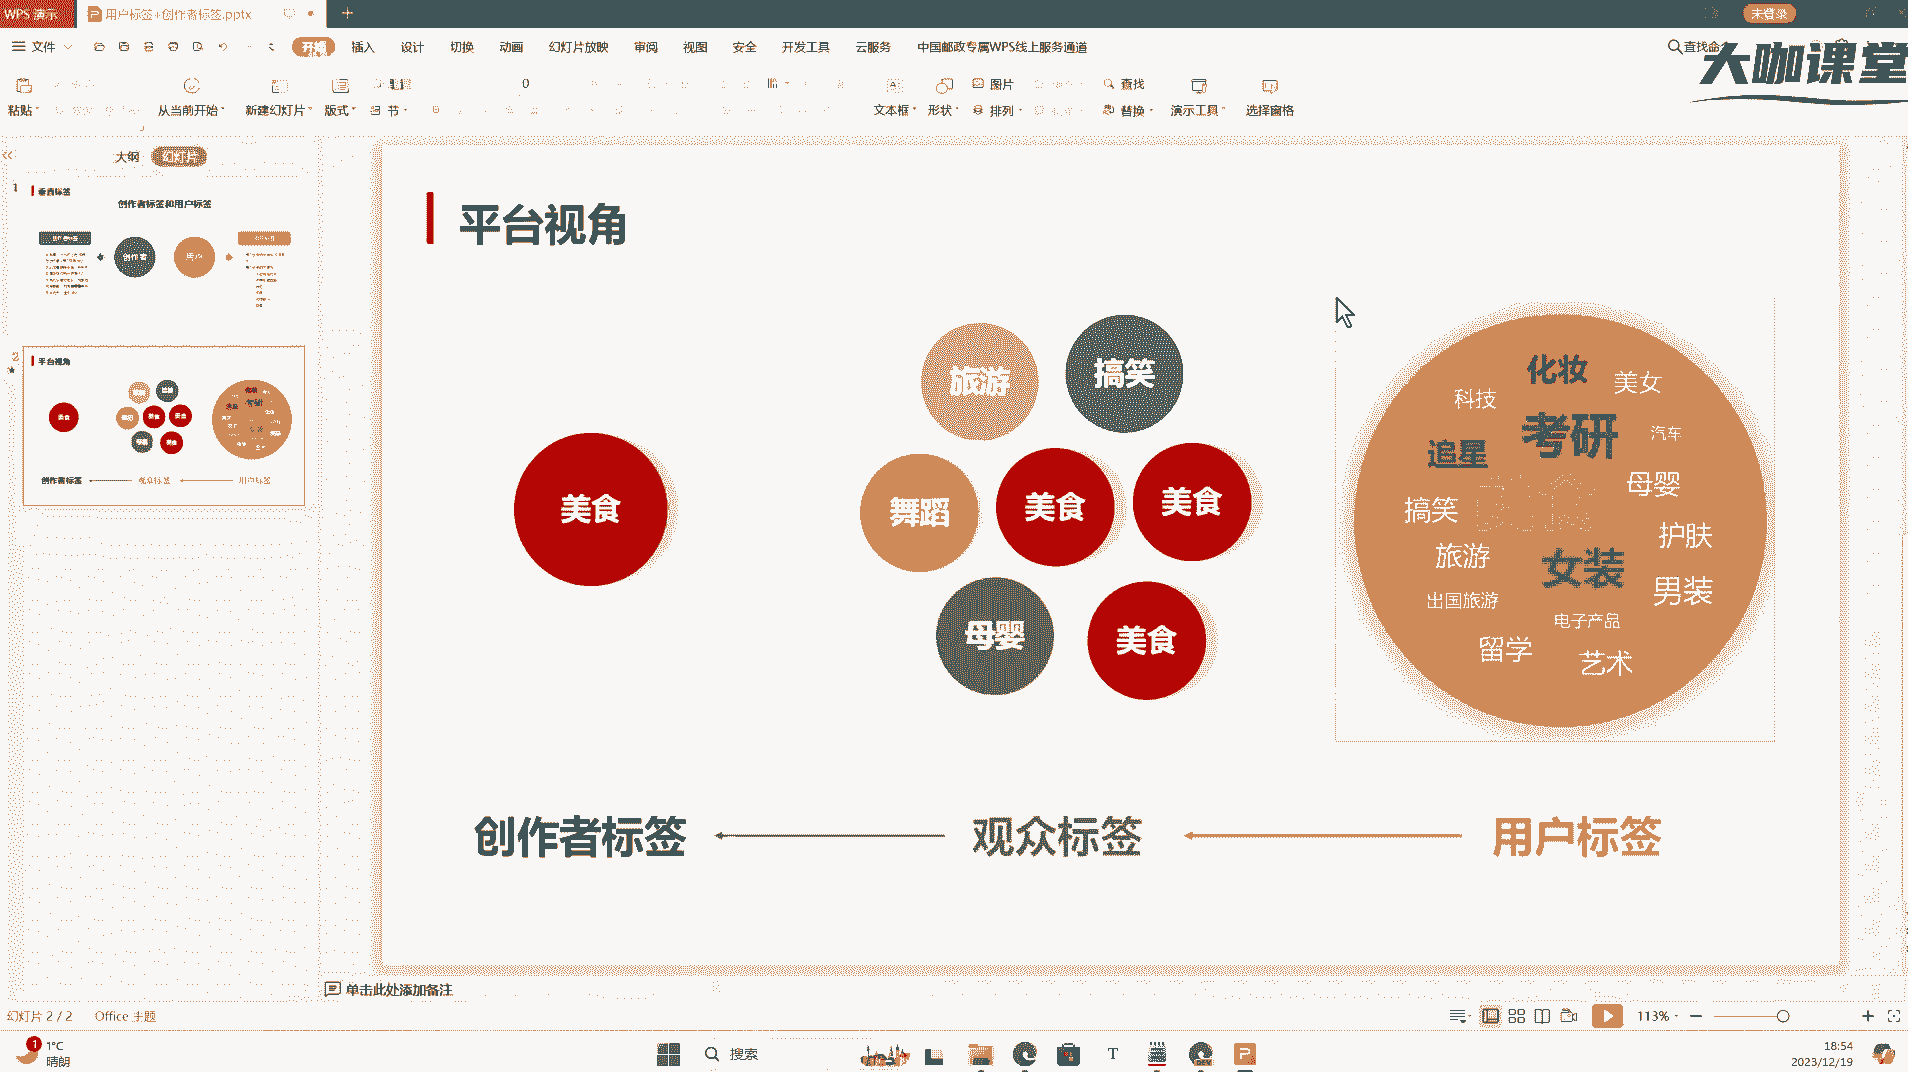 WPS 演示
用户标签+创作者标签.pptx
未登录
文件
开始
插入
设计
切换
动画
幻灯片放映
审阅
视图
安全
开发工具
云服务
中国邮政专属WPS线上服务通道
查找命令
大咖课堂
粘贴
从当前开始
新建幻灯片
版式
节
0
文本框
形状
图片
排列
查找
替换
演示工具
选择窗格
大纲
幻灯片
1
垂直标签
创作者标签和用户标签
创作者
用户
2
平台视角
美食
创作者标签
观众标签
用户标签
平台视角
美食
旅游
搞笑
舞蹈
美食
美食
母婴
美食
化妆
美女
科技
考研
汽车
追星
母婴
搞笑
护肤
旅游
女装
男装
出国旅游
电子产品
留学
艺术
创作者标签
观众标签
用户标签
单击此处添加备注
幻灯片 2 / 2
Office 主题
113%
1
1°C
晴朗
搜索
18:54
2023/12/19